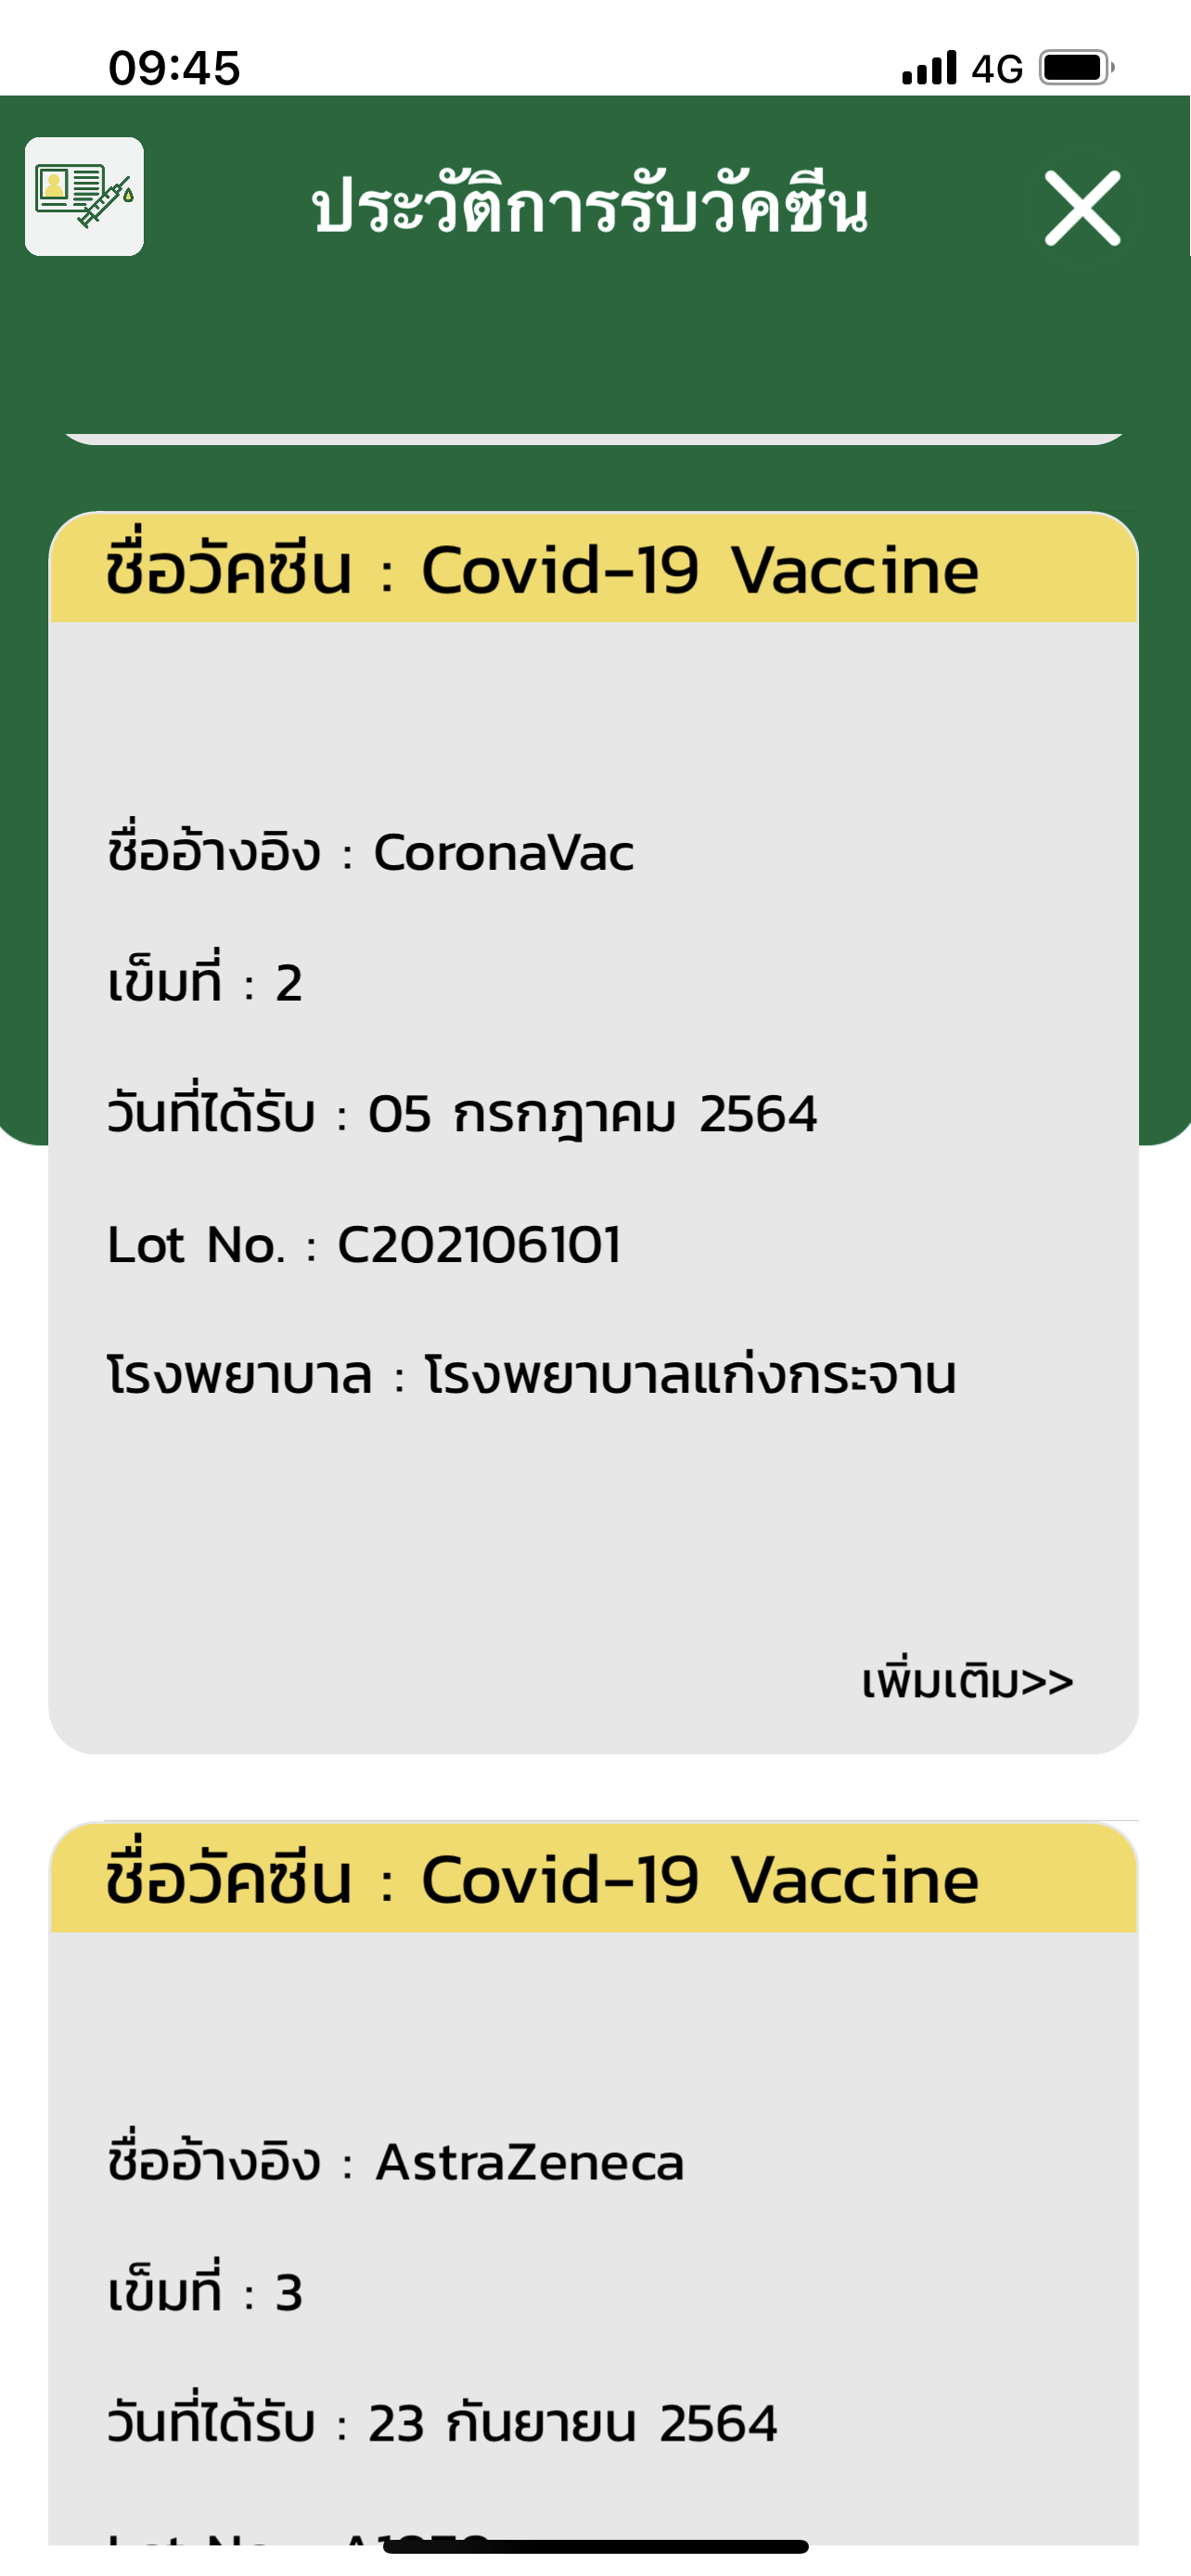 09:45
4G
ประวัติการรับวัคซีน
ชื่อวัคซีน : Covid-19 Vaccine
ชื่ออ้างอิง : CoronaVac
เข็มที่ : 2
วันที่ได้รับ : 05 กรกฎาคม 2564
Lot No. : C202106101
โรงพยาบาล : โรงพยาบาลแก่งกระจาน
เพิ่มเติม>>
ชื่อวัคซีน : Covid-19 Vaccine
ชื่ออ้างอิง : AstraZeneca
เข็มที่ : 3
วันที่ได้รับ : 23 กันยายน 2564
Lot No.